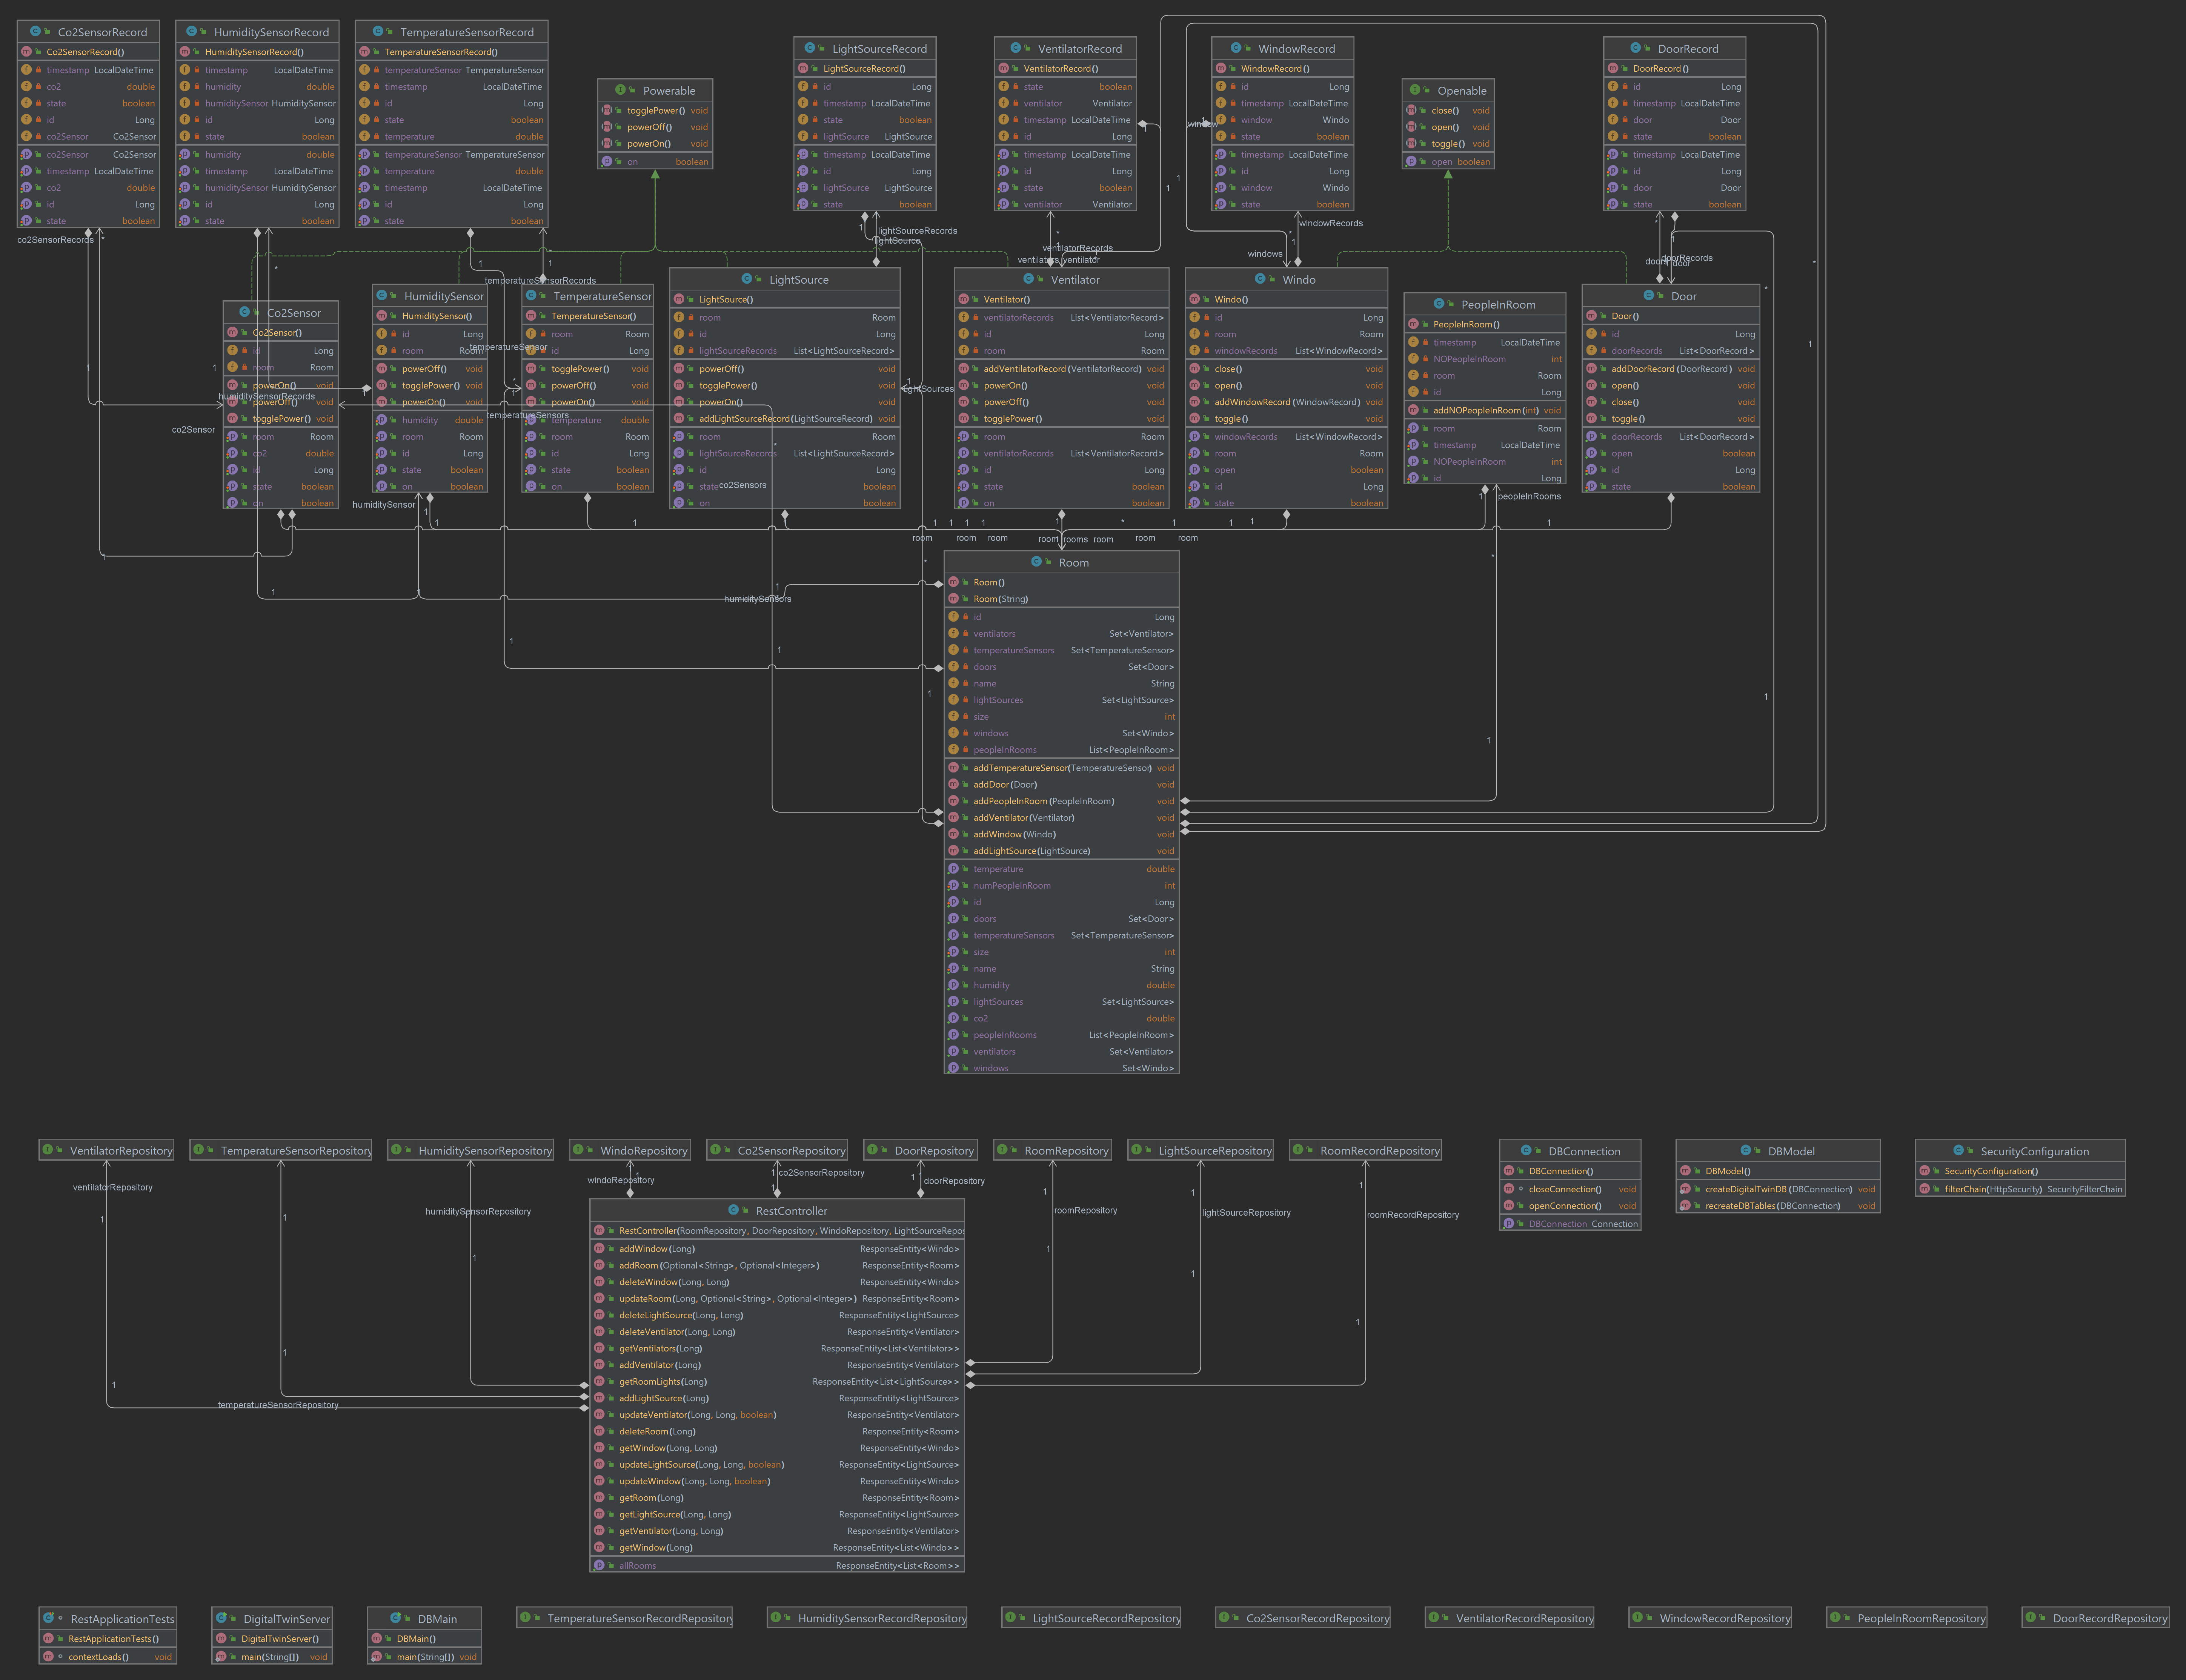 Co2SensorRecord
Co2SensorRecord()
timestamp LocalDateTime
co2 double
state boolean
id Long
co2Sensor Co2Sensor
co2Sensor Co2Sensor
timestamp LocalDateTime
co2 double
id Long
state boolean
HumiditySensorRecord
HumiditySensorRecord()
timestamp LocalDateTime
humidity double
humiditySensor HumiditySensor
id Long
state boolean
humidity double
timestamp LocalDateTime
humiditySensor HumiditySensor
id Long
state boolean
TemperatureSensorRecord
TemperatureSensorRecord()
temperatureSensor TemperatureSensor
timestamp LocalDateTime
id Long
state boolean
temperature double
temperatureSensor TemperatureSensor
temperature double
timestamp LocalDateTime
id Long
state boolean
Powerable
togglePower() void
powerOff() void
powerOn() void
on boolean
LightSourceRecord
LightSourceRecord()
id Long
timestamp LocalDateTime
state boolean
lightSource LightSource
timestamp LocalDateTime
id Long
lightSource LightSource
state boolean
VentilatorRecord
VentilatorRecord()
state boolean
ventilator Ventilator
timestamp LocalDateTime
id Long
timestamp LocalDateTime
id Long
state boolean
ventilator Ventilator
WindowRecord
WindowRecord()
id Long
timestamp LocalDateTime
window Windo
state boolean
timestamp LocalDateTime
id Long
window Windo
state boolean
Openable
close() void
open() void
toggle() void
open boolean
DoorRecord
DoorRecord()
timestamp LocalDateTime
id Long
door Door
state boolean
timestamp LocalDateTime
id Long
door Door
state boolean
co2SensorRecords *
window
lightSourceRecords
lightSource
ventilatorRecords
ventilators
ventilator
windowRecords
windows
doorRecords
doors
door
temperatureSensorRecords
temperatureSensor
temperatureSensors
humiditySensorRecords
co2Sensor
lightSources
co2Sensors
humiditySensor
peopleInRooms
Co2Sensor
Co2Sensor()
id Long
room Room
powerOn() void
powerOff() void
togglePower() void
room Room
co2 double
id Long
state boolean
on boolean
HumiditySensor
HumiditySensor()
id Long
room Room
powerOff() void
togglePower() void
powerOn() void
humidity double
room Room
id Long
state boolean
on boolean
TemperatureSensor
TemperatureSensor()
room Room
id Long
togglePower() void
powerOff() void
powerOn() void
temperature double
room Room
id Long
state boolean
on boolean
LightSource
LightSource()
room Room
id Long
lightSourceRecords List<LightSourceRecord>
powerOff() void
togglePower() void
powerOn() void
addLightSourceRecord(LightSourceRecord) void
room Room
lightSourceRecords List<LightSourceRecord>
id Long
state boolean
on boolean
Ventilator
Ventilator()
ventilatorRecords List<VentilatorRecord>
id Long
room Room
addVentilatorRecord(VentilatorRecord) void
powerOn() void
powerOff() void
togglePower() void
room Room
ventilatorRecords List<VentilatorRecord>
id Long
state boolean
on boolean
Windo
Windo()
id Long
room Room
windowRecords List<WindowRecord>
close() void
open() void
addWindowRecord(WindowRecord) void
toggle() void
windowRecords List<WindowRecord>
room Room
open boolean
id Long
state boolean
PeopleInRoom
PeopleInRoom()
timestamp LocalDateTime
NOPeopleInRoom int
room Room
id Long
addNOPeopleInRoom(int) void
room Room
timestamp LocalDateTime
NOPeopleInRoom int
id Long
Door
Door()
id Long
doorRecords List<DoorRecord>
addDoorRecord(DoorRecord) void
open() void
close() void
toggle() void
doorRecords List<DoorRecord>
open boolean
id Long
state boolean
room room room room rooms room room room
humiditySensors
Room
Room()
Room(String)
id Long
ventilators Set<Ventilator>
temperatureSensors Set<TemperatureSensor>
doors Set<Door>
name String
lightSources Set<LightSource>
size int
windows Set<Windo>
peopleInRooms List<PeopleInRoom>
addTemperatureSensor(TemperatureSensor) void
addDoor(Door) void
addPeopleInRoom(PeopleInRoom) void
addVentilator(Ventilator) void
addWindow(Windo) void
addLightSource(LightSource) void
temperature double
numPeopleInRoom int
id Long
doors Set<Door>
temperatureSensors Set<TemperatureSensor>
size int
name String
humidity double
lightSources Set<LightSource>
co2 double
peopleInRooms List<PeopleInRoom>
ventilators Set<Ventilator>
windows Set<Windo>
VentilatorRepository
TemperatureSensorRepository
HumiditySensorRepository
WindoRepository
Co2SensorRepository
DoorRepository
RoomRepository
LightSourceRepository
RoomRecordRepository
ventilatorRepository
temperatureSensorRepository
humiditySensorRepository
windoRepository
co2SensorRepository
doorRepository
roomRepository
lightSourceRepository
roomRecordRepository
DBConnection
DBConnection()
closeConnection() void
openConnection() void
DBConnection Connection
DBModel
DBModel()
createDigitalTwinDB(DBConnection) void
recreateDBTables(DBConnection) void
SecurityConfiguration
SecurityConfiguration()
filterChain(HttpSecurity) SecurityFilterChain
RestController
RestController(RoomRepository, DoorRepository, WindoRepository, LightSourceRepos
addWindow(Long) ResponseEntity<Windo>
addRoom(Optional<String>, Optional<Integer>) ResponseEntity<Room>
deleteWindow(Long, Long) ResponseEntity<Windo>
updateRoom(Long, Optional<String>, Optional<Integer>) ResponseEntity<Room>
deleteLightSource(Long, Long) ResponseEntity<LightSource>
deleteVentilator(Long, Long) ResponseEntity<Ventilator>
getVentilators(Long) ResponseEntity<List<Ventilator>>
addVentilator(Long) ResponseEntity<Ventilator>
getRoomLights(Long) ResponseEntity<List<LightSource>>
addLightSource(Long) ResponseEntity<LightSource>
updateVentilator(Long, Long, boolean) ResponseEntity<Ventilator>
deleteRoom(Long) ResponseEntity<Room>
getWindow(Long, Long) ResponseEntity<Windo>
updateLightSource(Long, Long, boolean) ResponseEntity<LightSource>
updateWindow(Long, Long, boolean) ResponseEntity<Windo>
getRoom(Long) ResponseEntity<Room>
getLightSource(Long, Long) ResponseEntity<LightSource>
getVentilator(Long, Long) ResponseEntity<Ventilator>
getWindow(Long) ResponseEntity<List<Windo>>
allRooms ResponseEntity<List<Room>>
RestApplicationTests
RestApplicationTests()
contextLoads() void
DigitalTwinServer
DigitalTwinServer()
main(String[]) void
DBMain
DBMain()
main(String[]) void
TemperatureSensorRecordRepository
HumiditySensorRecordRepository
LightSourceRecordRepository
Co2SensorRecordRepository
VentilatorRecordRepository
WindowRecordRepository
PeopleInRoomRepository
DoorRecordRepository